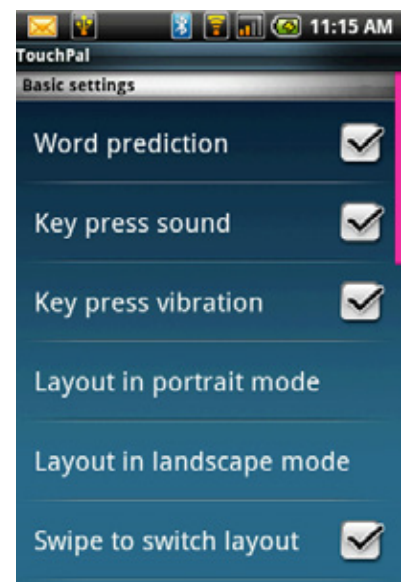 11:15 AM
TouchPal
Basic settings
Word prediction
Key press sound
Key press vibration
Layout in portrait mode
Layout in landscape mode
Swipe to switch layout